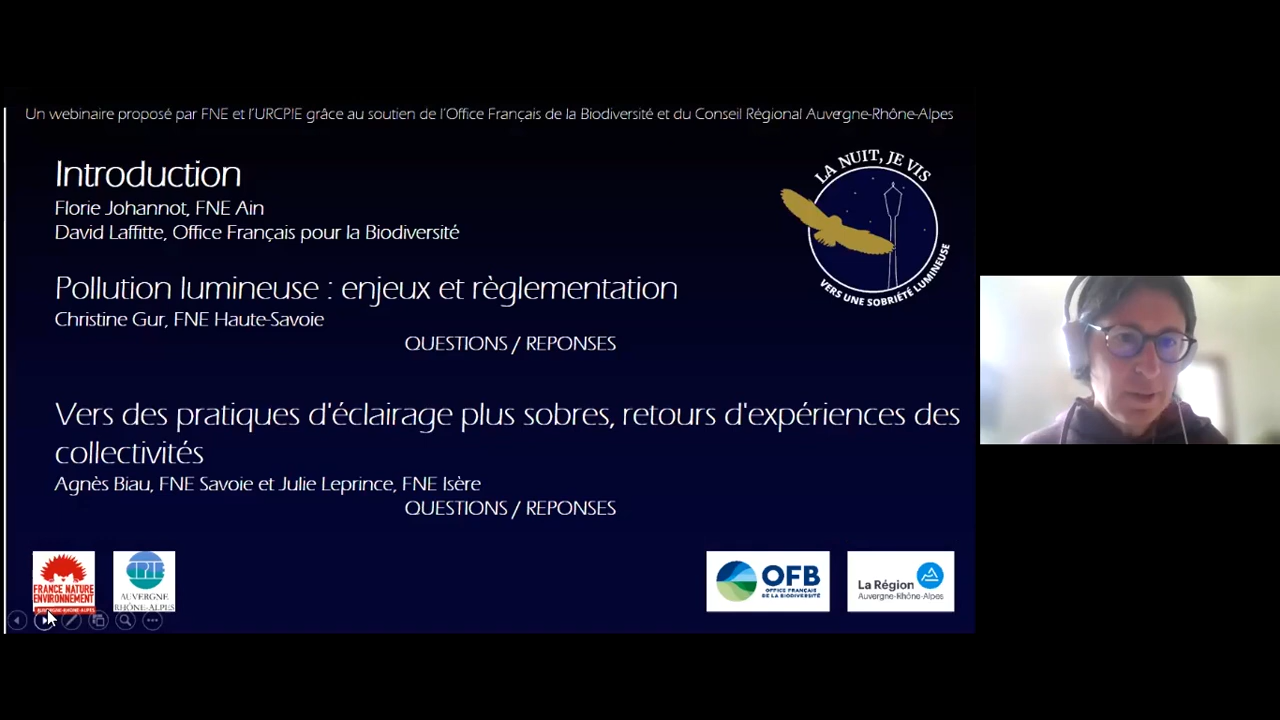 Un webinaire proposé par FNE et l'URCPIE grâce au soutien de l'Office Français de la Biodiversité et du Conseil Régional Auvergne-Rhône-Alpes
Introduction
Florie Johannot, FNE Ain
David Laffitte, Office Français pour la Biodiversité
LA NUIT, JE VIS
VERS UNE SOBRIÉTÉ LUMINEUSE
Pollution lumineuse : enjeux et règlementation
Christine Gur, FNE Haute-Savoie
QUESTIONS / REPONSES
Vers des pratiques d'éclairage plus sobres, retours d'expériences des
collectivités
Agnès Biau, FNE Savoie et Julie Leprince, FNE Isère
QUESTIONS / REPONSES
FRANCE NATURE
ENVIRONNEMENT
AUVERGNE-RHÔNE-ALPES
CPIE
AUVERGNE
RHÔNE-ALPES
OFB
OFFICE FRANÇAIS
DE LA BIODIVERSITÉ
La Région
Auvergne-Rhône-Alpes